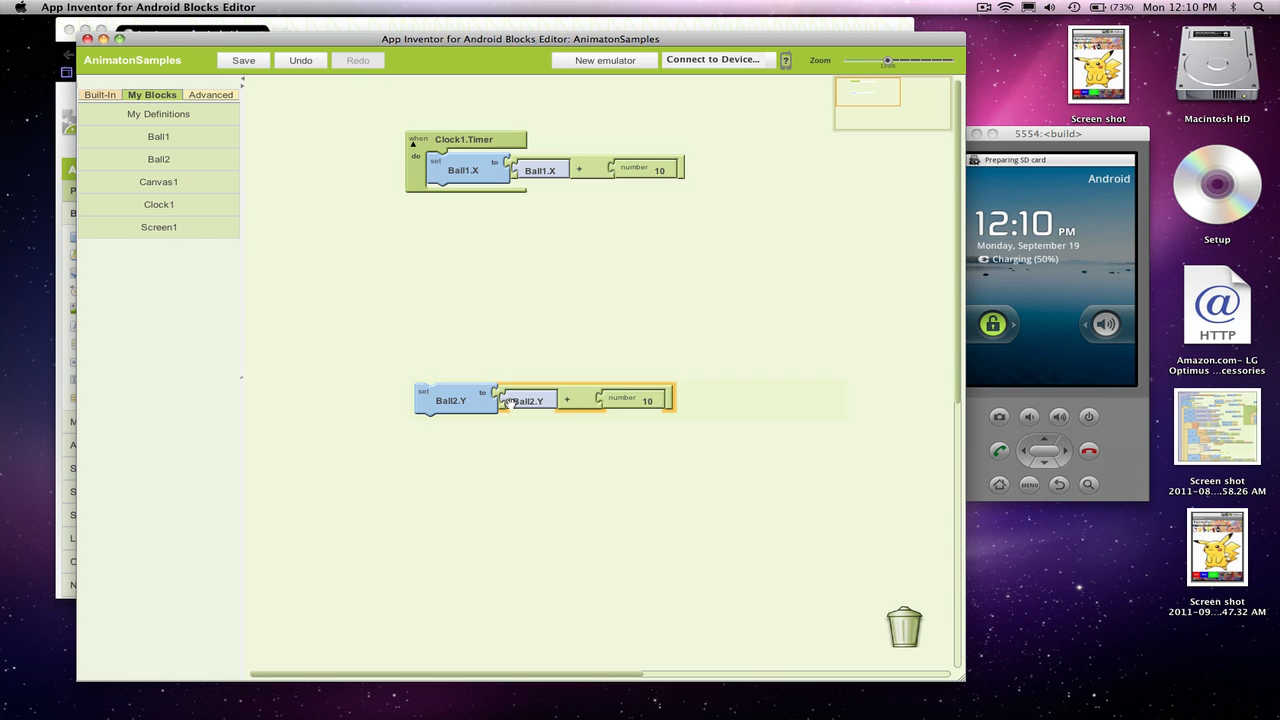 App Inventor for Android Blocks Editor
(73%) Mon 12:10 PM
App Inventor for Android Blocks Editor: AnimatonSamples
AnimatonSamples
Save
Undo
Redo
New emulator
Connect to Device...
?
Zoom
100%
Built-In
My Blocks
Advanced
My Definitions
Ball1
Ball2
Canvas1
Clock1
Screen1
when Clock1.Timer
do
set Ball1.X to
Ball1.X + number 10
set Ball2.Y to
Ball2.Y + number 10
5554:<build>
Preparing SD card
Android
12:10 PM
Monday, September 19
Charging (50%)
MENU
Screen shot
Macintosh HD
Setup
@
HTTP
Amazon.com- LG
Optimus ...cessories
Screen shot
2011-08....58.26 AM
Screen shot
2011-09....47.32 AM